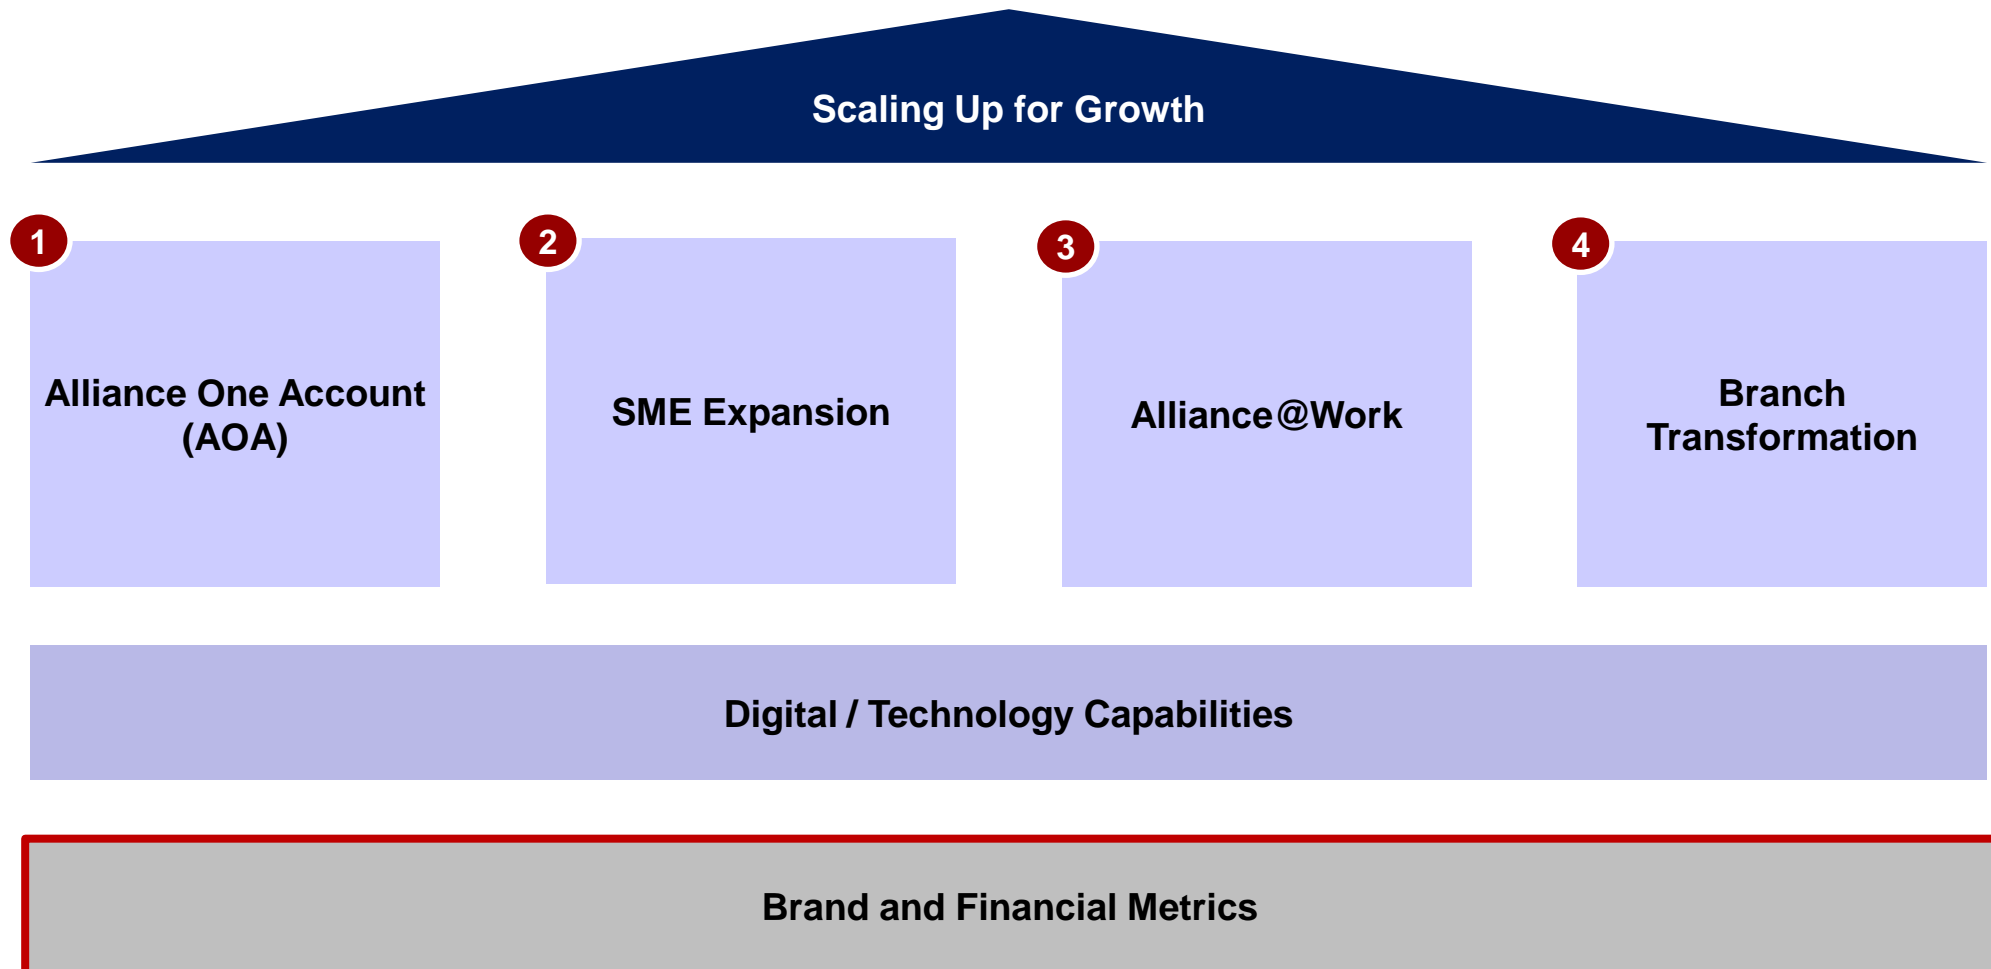 Scaling Up for Growth
1
2
3
4
Alliance One Account
(AOA)
SME Expansion
Alliance@Work
Branch
Transformation
Digital / Technology Capabilities
Brand and Financial Metrics